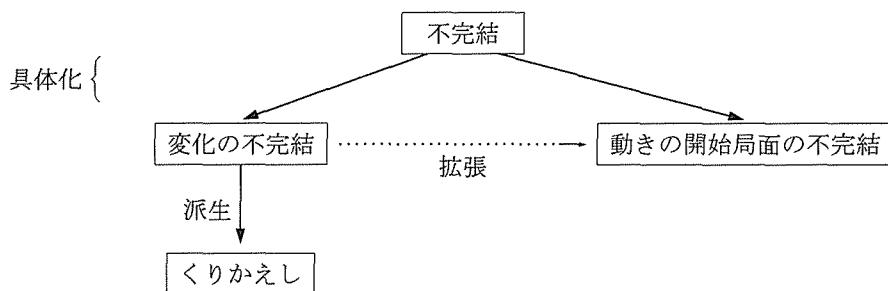 不完結
具体化 {
変化の不完結
動きの開始局面の不完結
拡張
派生
くりかえし